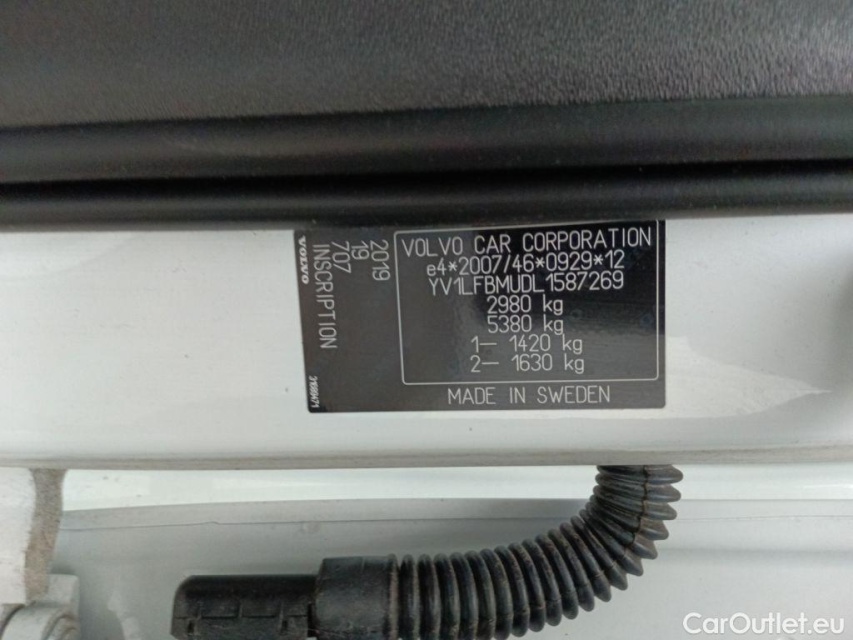 VOLVO CAR CORPORATION
e4*2007/46*0929*12
YV1LFBMUDL1587269
2980 kg
5380 kg
1– 1420 kg
2– 1630 kg
MADE IN SWEDEN
2019
19
707
INSCRIPTION
VOLVO
CarOutlet.eu